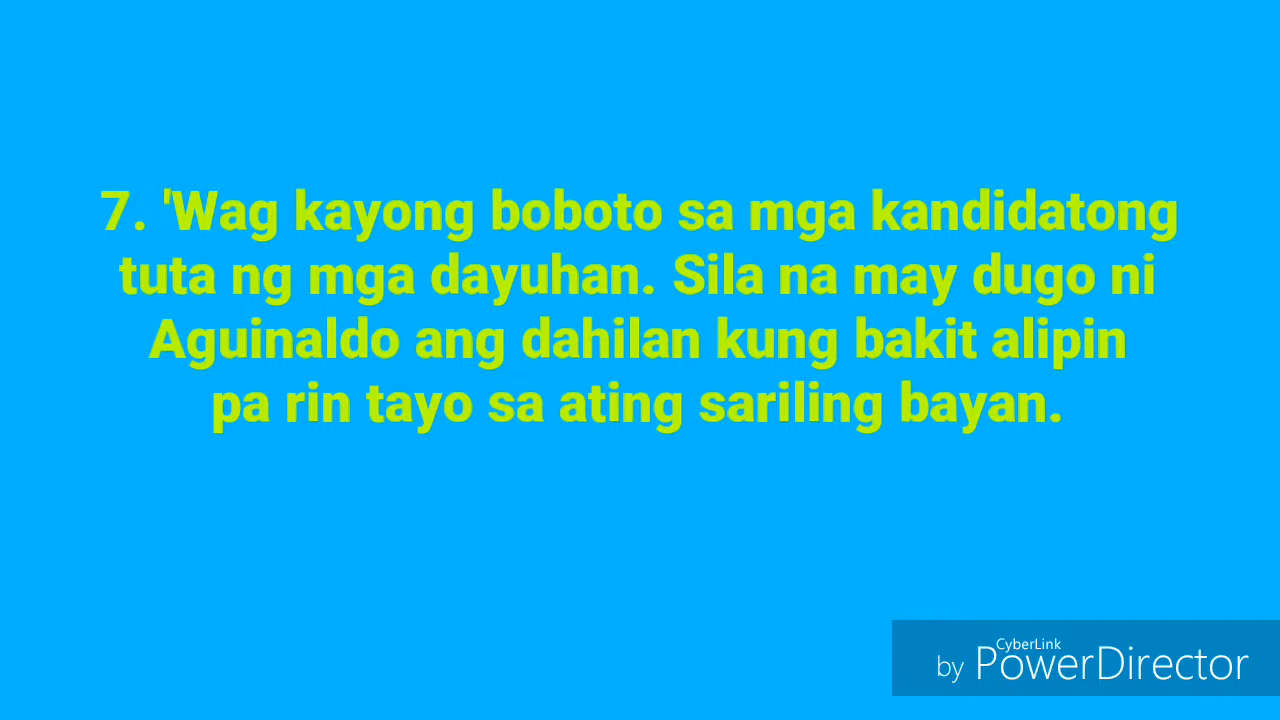 7. 'Wag kayong boboto sa mga kandidatong
tuta ng mga dayuhan. Sila na may dugo ni
Aguinaldo ang dahilan kung bakit alipin
pa rin tayo sa ating sariling bayan.
CyberLink
by PowerDirector